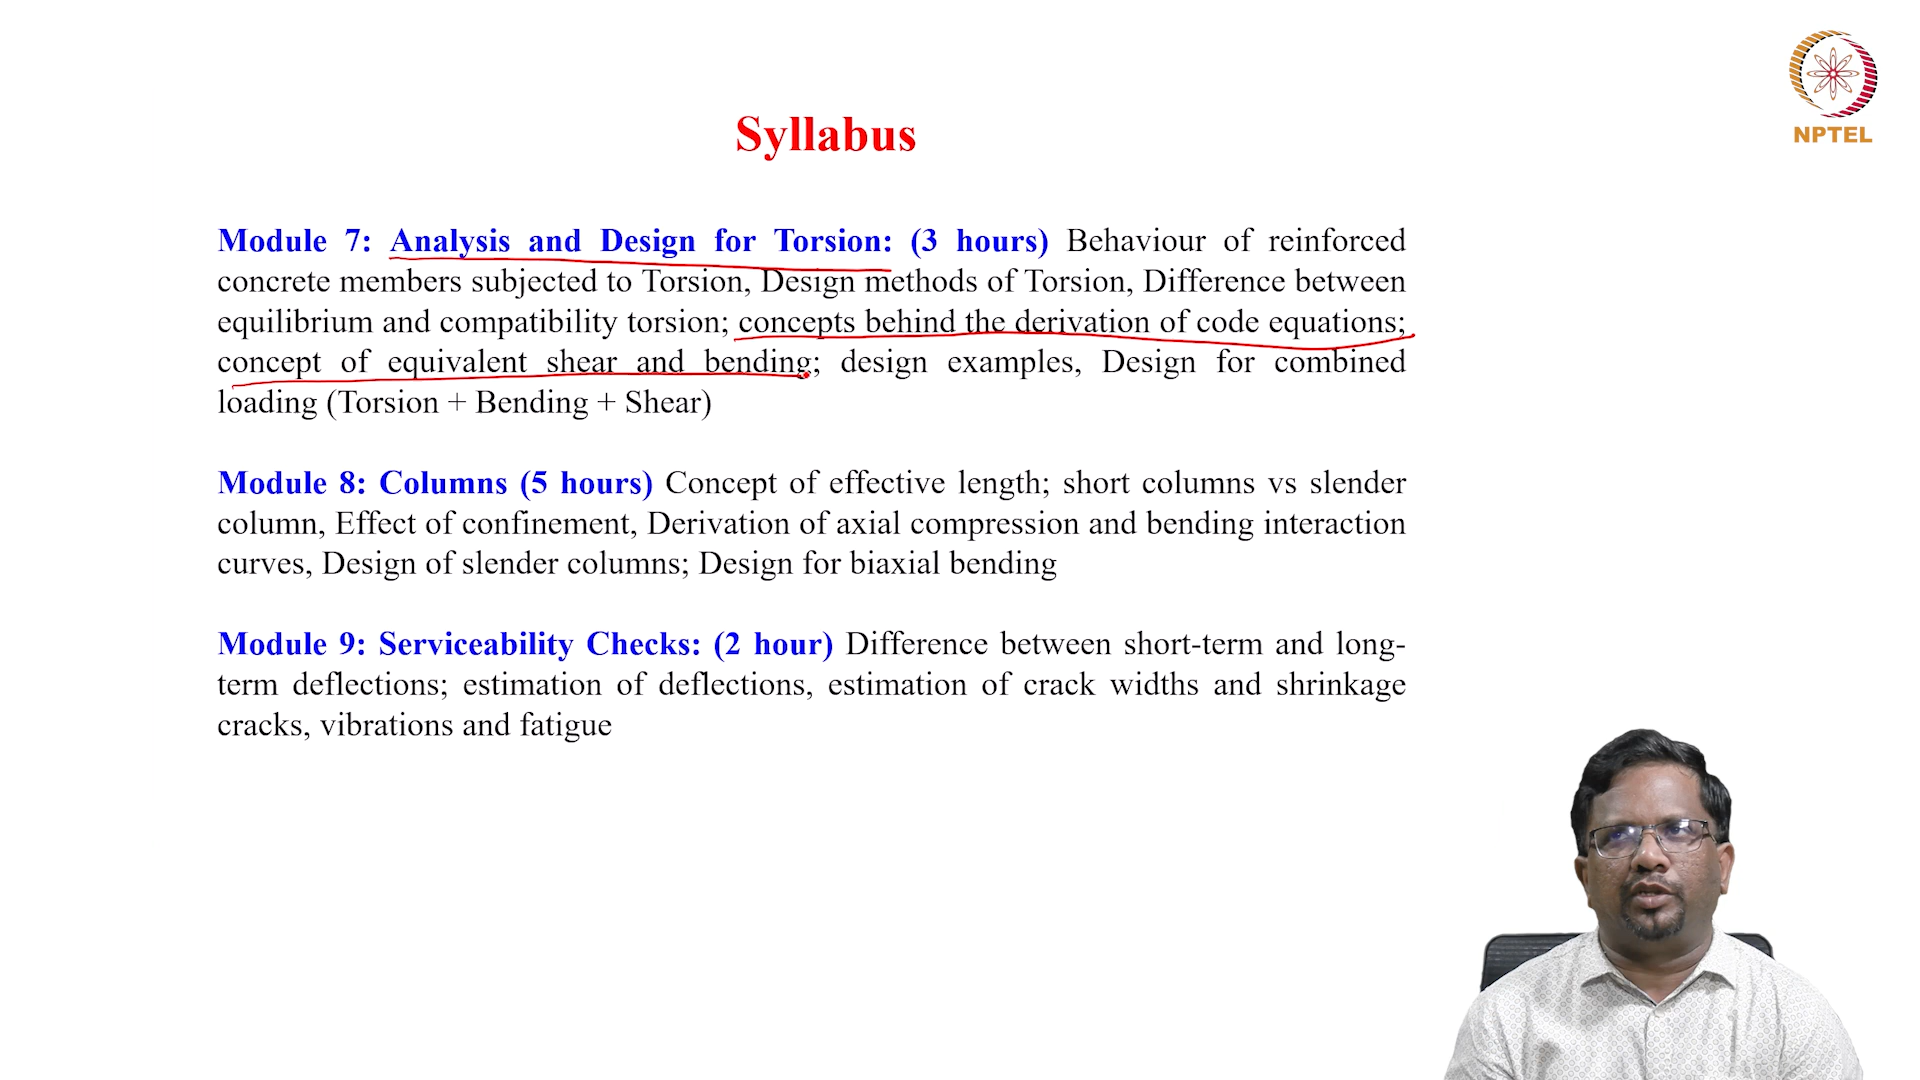 NPTEL
Syllabus
Module 7: Analysis and Design for Torsion: (3 hours) Behaviour of reinforced
concrete members subjected to Torsion, Design methods of Torsion, Difference between
equilibrium and compatibility torsion; concepts behind the derivation of code equations;
concept of equivalent shear and bending; design examples, Design for combined
loading (Torsion + Bending + Shear)
Module 8: Columns (5 hours) Concept of effective length; short columns vs slender
column, Effect of confinement, Derivation of axial compression and bending interaction
curves, Design of slender columns; Design for biaxial bending
Module 9: Serviceability Checks: (2 hour) Difference between short-term and long-
term deflections; estimation of deflections, estimation of crack widths and shrinkage
cracks, vibrations and fatigue